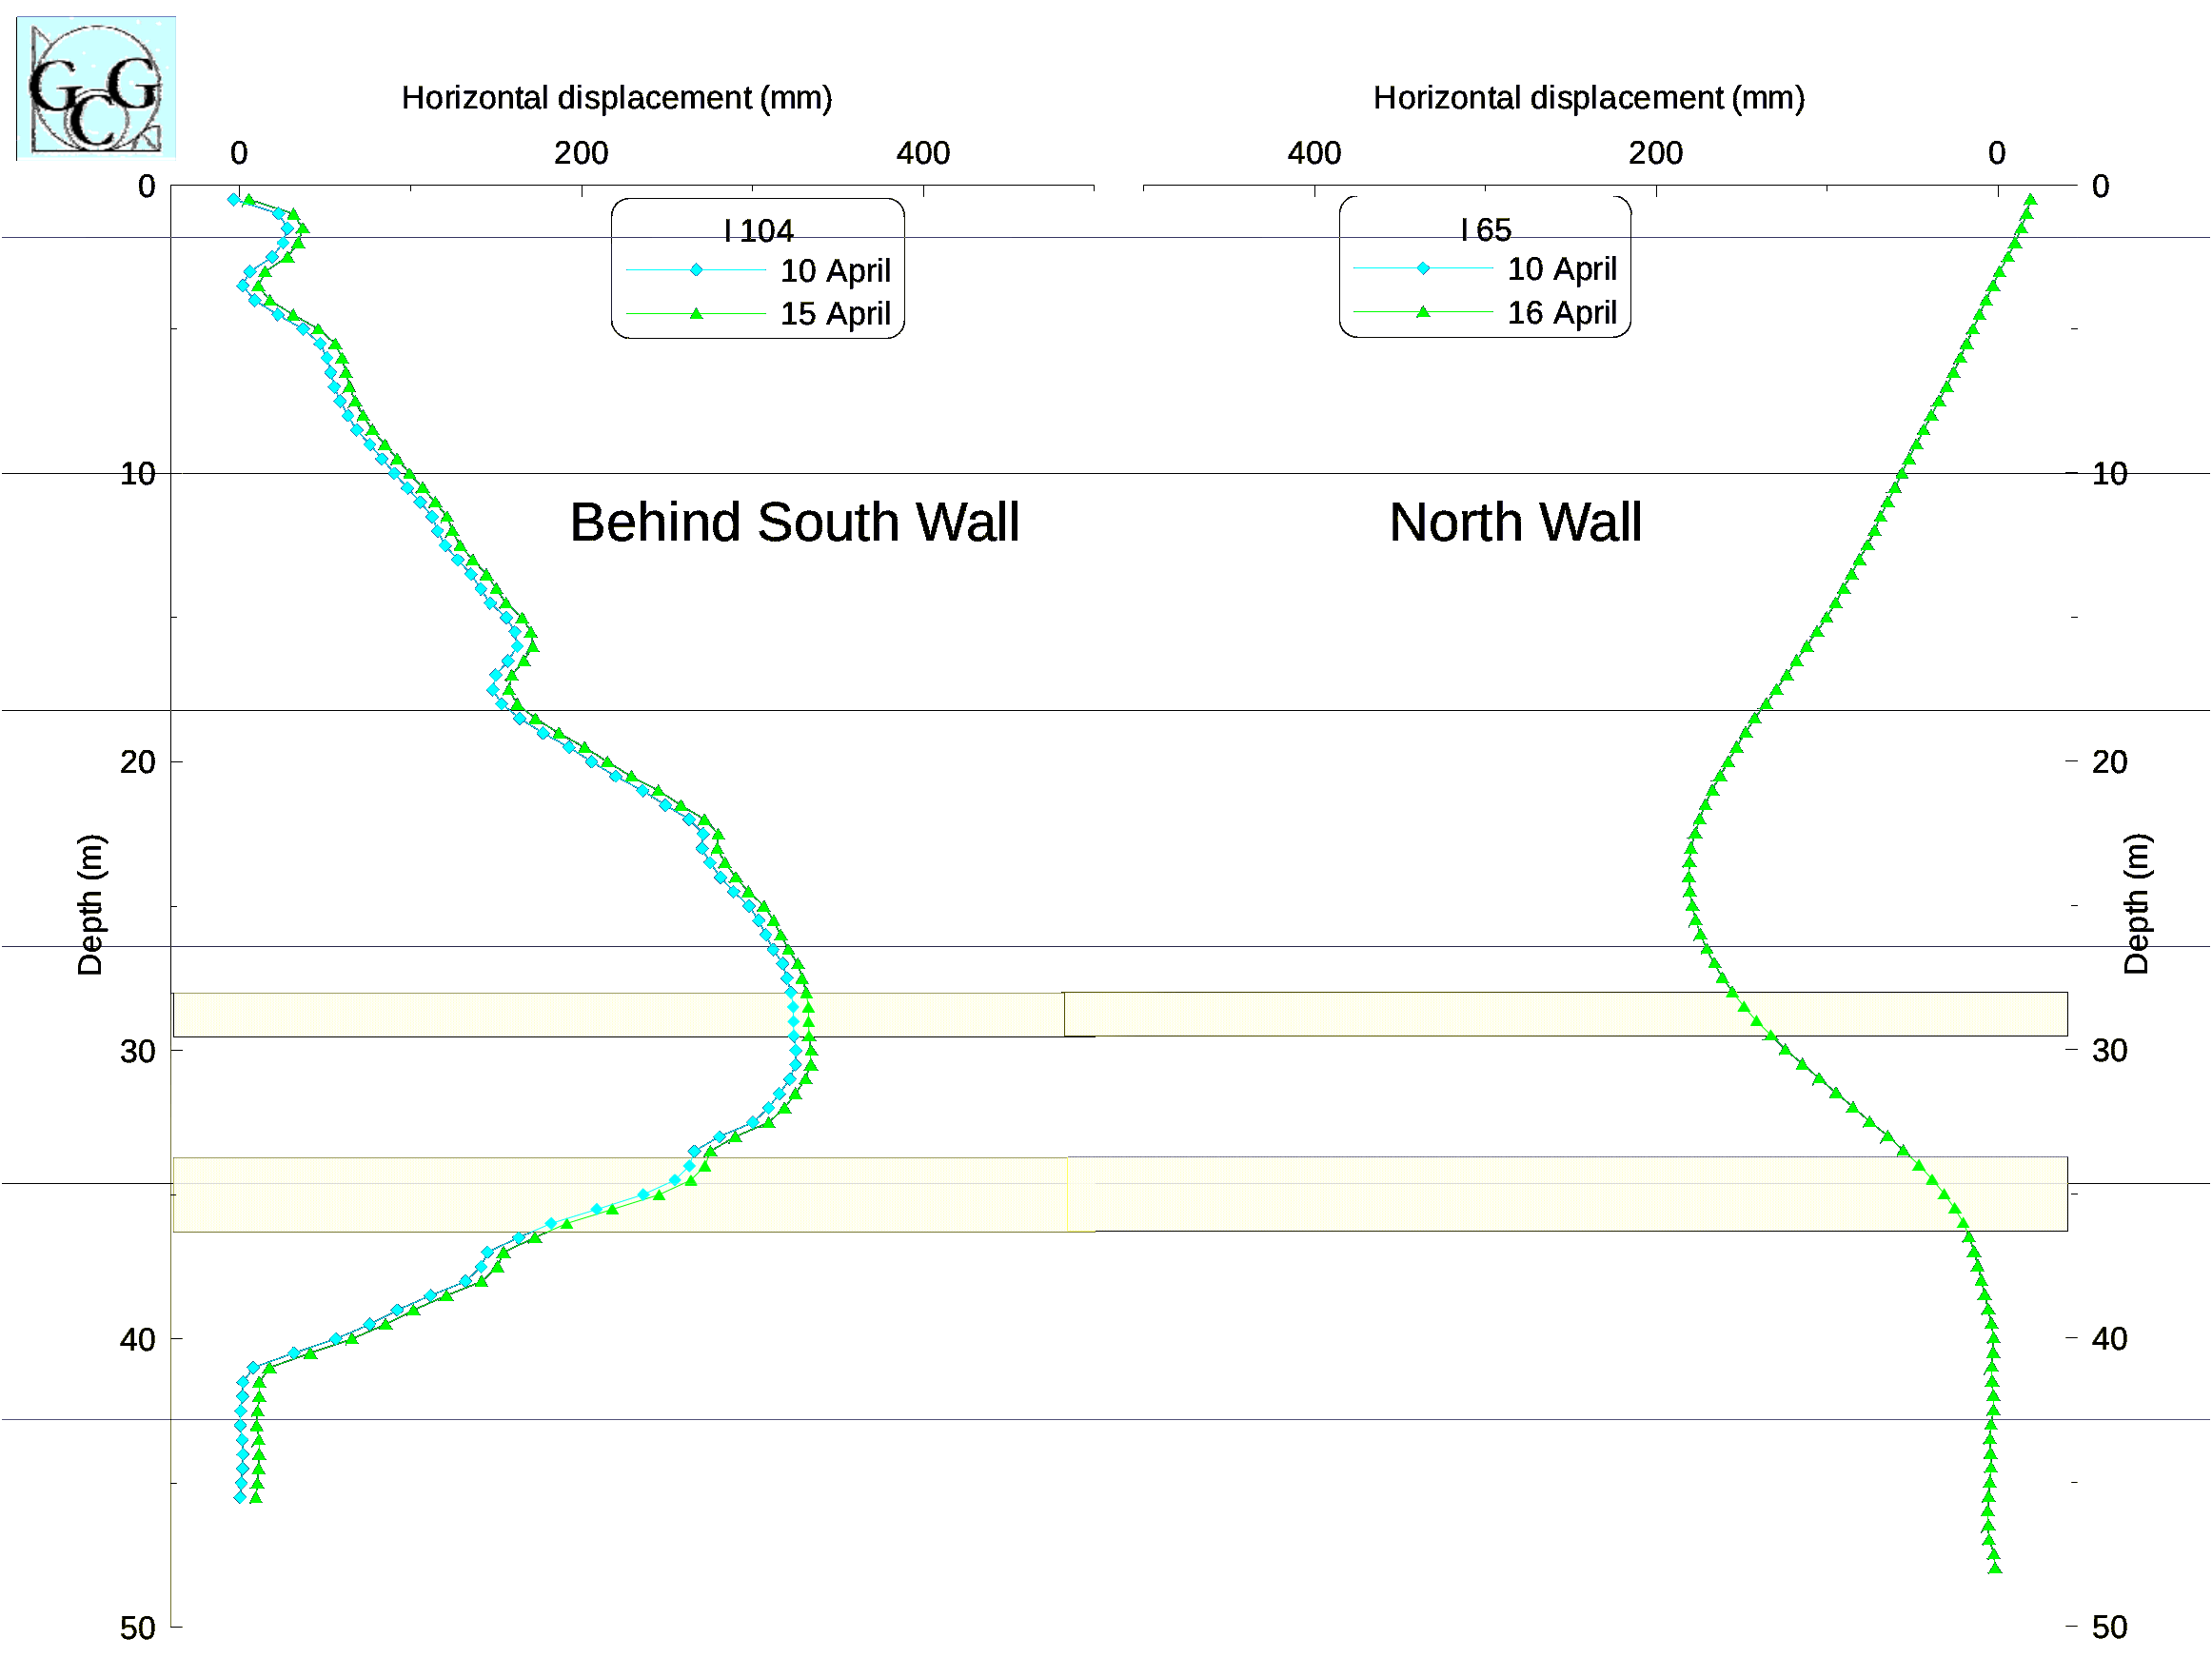 GCG
Horizontal displacement (mm)
Horizontal displacement (mm)
0 200 400
400 200 0
0
0
I 104
10 April
15 April
I 65
10 April
16 April
10
10
Behind South Wall
North Wall
20
20
Depth (m)
Depth (m)
30
30
40
40
50
50